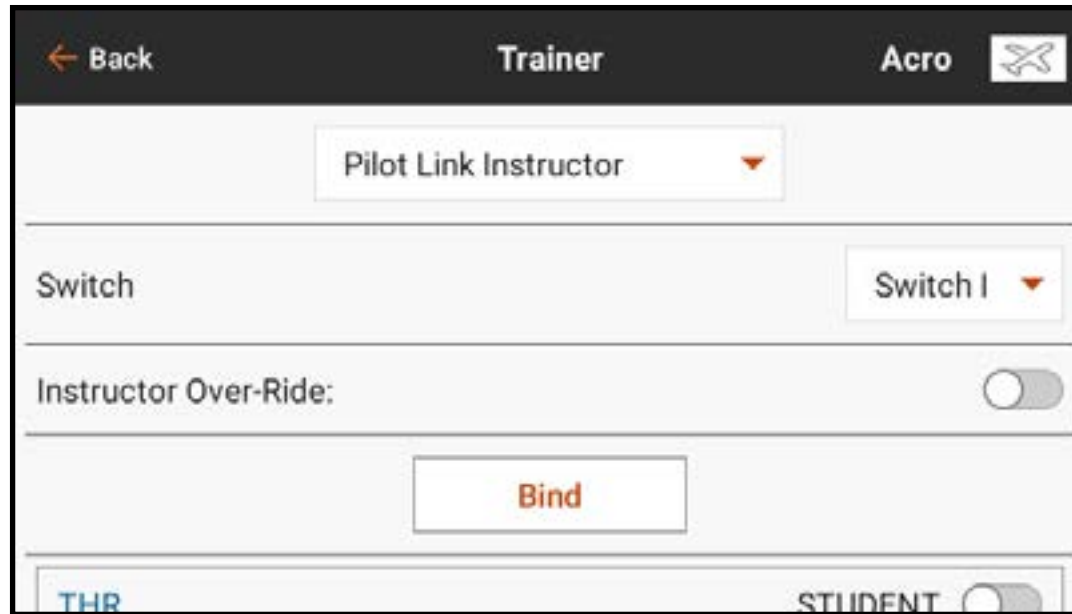 Back Trainer Acro
Pilot Link Instructor
Switch Switch I
Instructor Over-Ride:
Bind
THR STUDENT